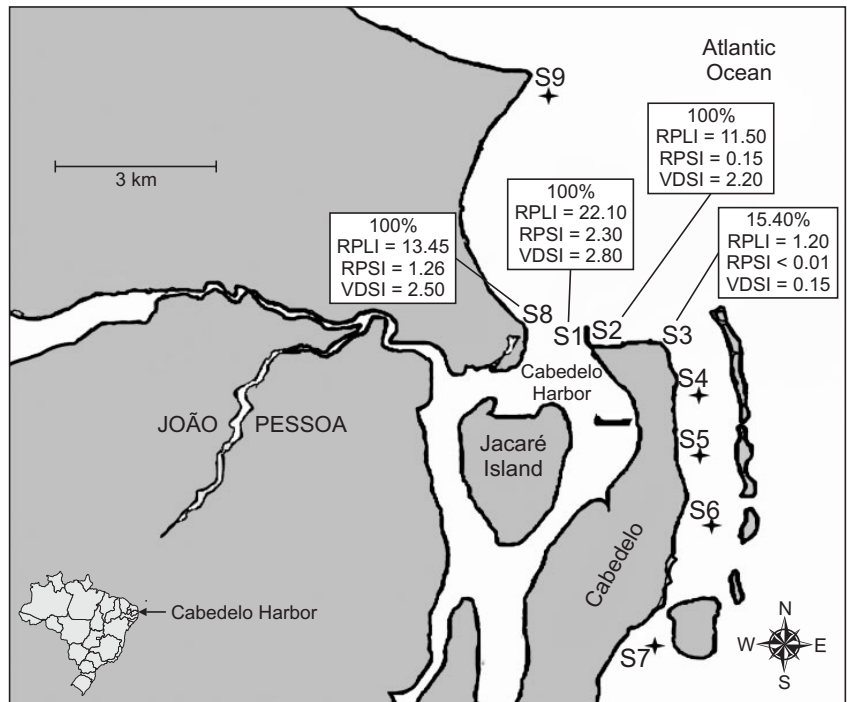 Atlantic
Ocean
S9
3 km
100%
RPLI = 11.50
RPSI = 0.15
VDSI = 2.20
100%
RPLI = 22.10
RPSI = 2.30
VDSI = 2.80
100%
RPLI = 13.45
RPSI = 1.26
VDSI = 2.50
15.40%
RPLI = 1.20
RPSI < 0.01
VDSI = 0.15
S8
S1
S2
S3
Cabedelo
Harbor
S4
JOÃO PESSOA
Jacaré
Island
S5
S6
Cabedelo
Cabedelo Harbor
S7
N
W
E
S